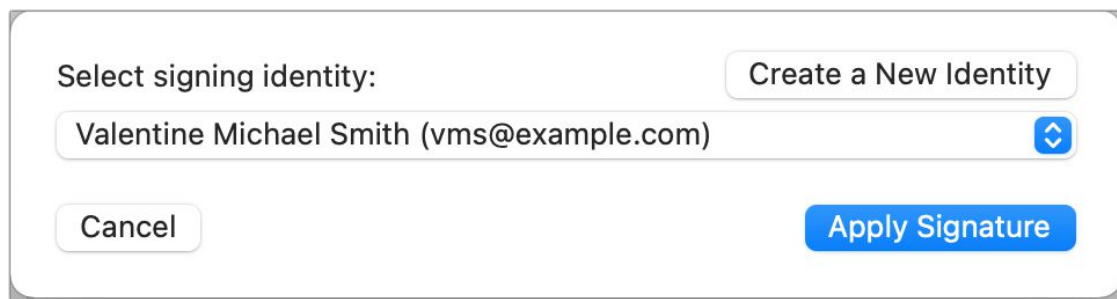 Select signing identity:
Create a New Identity
Valentine Michael Smith (vms@example.com)
Cancel
Apply Signature